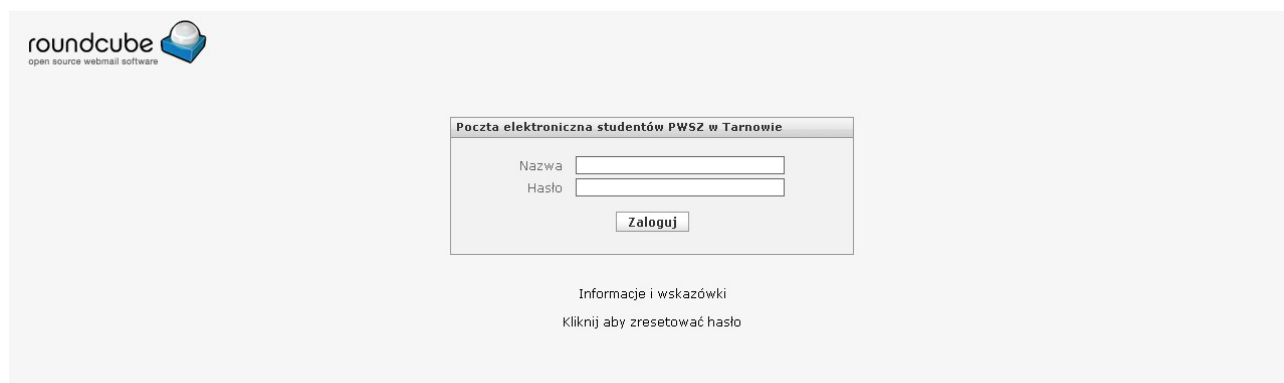 roundcube
open source webmail software
Poczta elektroniczna studentów PWSZ w Tarnowie
Nazwa
Hasło
Zaloguj
Informacje i wskazówki
Kliknij aby zresetować hasło